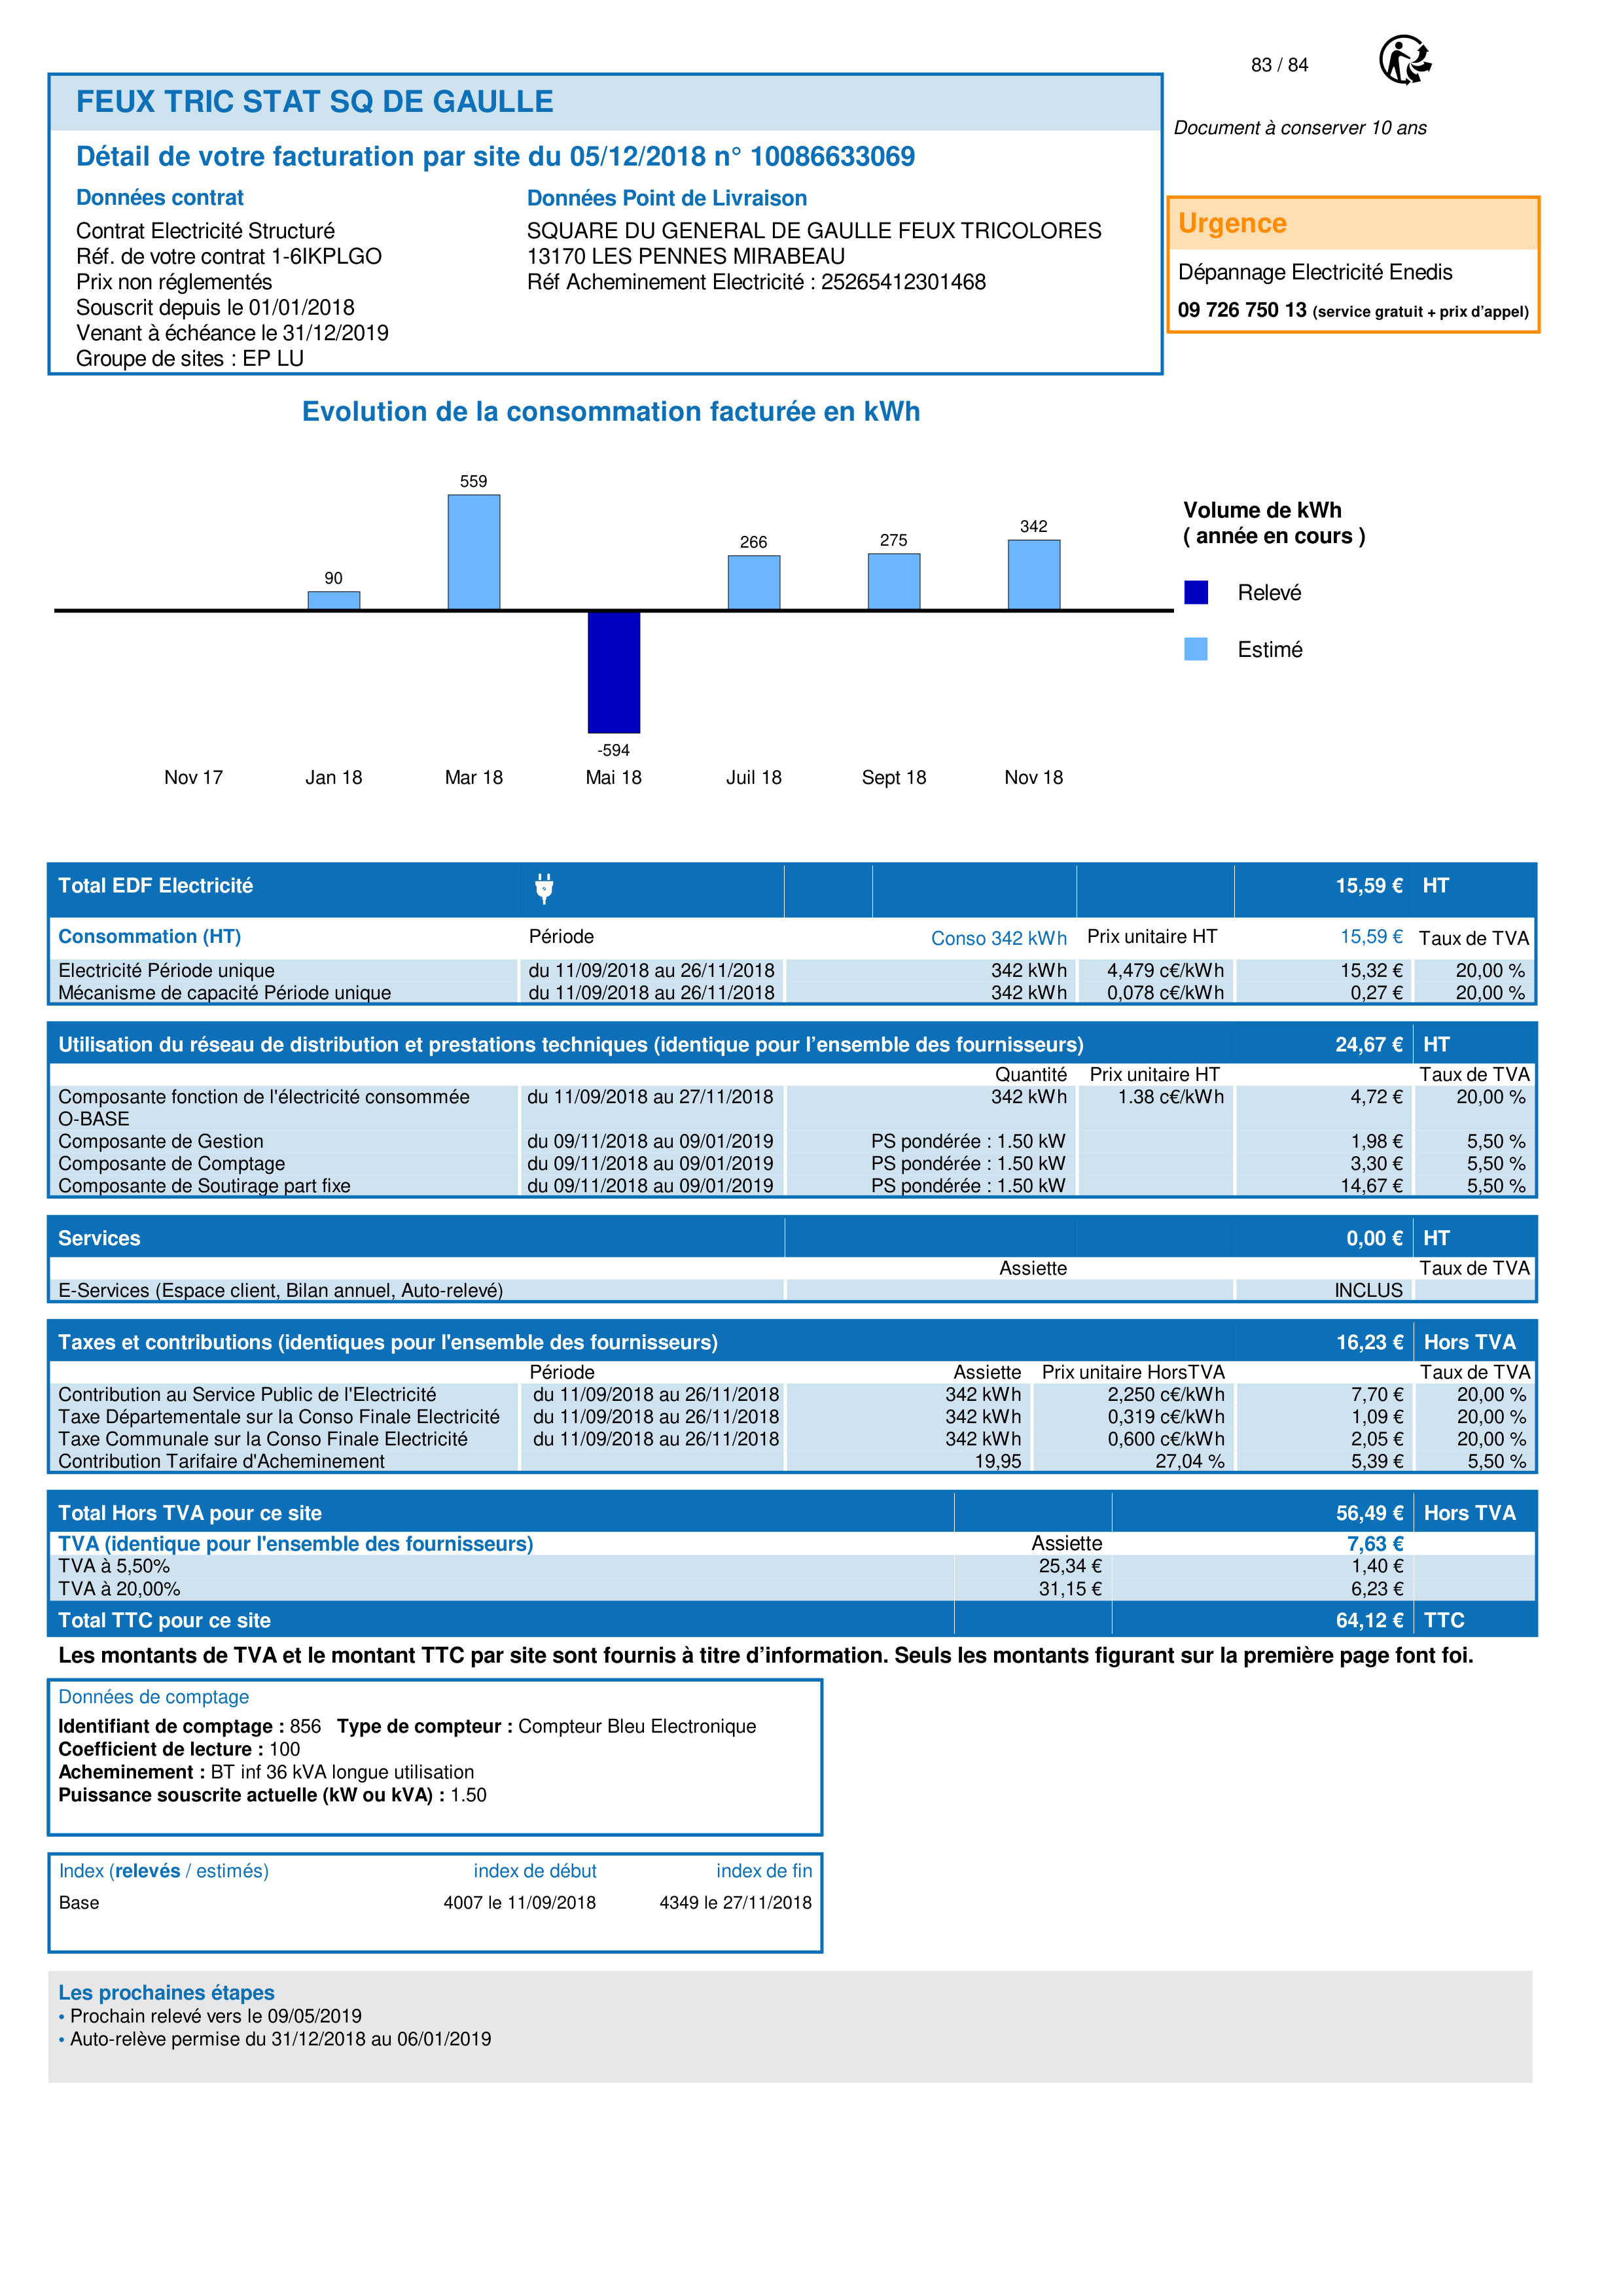 83 / 84
FEUX TRIC STAT SQ DE GAULLE
Document à conserver 10 ans
Détail de votre facturation par site du 05/12/2018 n° 10086633069
Données contrat
Contrat Electricité Structuré
Réf. de votre contrat 1-6IKPLGO
Prix non réglementés
Souscrit depuis le 01/01/2018
Venant à échéance le 31/12/2019
Groupe de sites : EP LU
Données Point de Livraison
SQUARE DU GENERAL DE GAULLE FEUX TRICOLORES
13170 LES PENNES MIRABEAU
Réf Acheminement Electricité : 25265412301468
Urgence
Dépannage Electricité Enedis
09 726 750 13 (service gratuit + prix d’appel)
Evolution de la consommation facturée en kWh
559
342
266
275
90
-594
Nov 17 Jan 18 Mar 18 Mai 18 Juil 18 Sept 18 Nov 18
Volume de kWh
( année en cours )
Relevé
Estimé
Total EDF Electricité 15,59 € HT
Consommation (HT) Période Conso 342 kWh Prix unitaire HT 15,59 € Taux de TVA
Electricité Période unique du 11/09/2018 au 26/11/2018 342 kWh 4,479 c€/kWh 15,32 € 20,00 %
Mécanisme de capacité Période unique du 11/09/2018 au 26/11/2018 342 kWh 0,078 c€/kWh 0,27 € 20,00 %
Utilisation du réseau de distribution et prestations techniques (identique pour l’ensemble des fournisseurs) 24,67 € HT
Quantité Prix unitaire HT Taux de TVA
Composante fonction de l'électricité consommée du 11/09/2018 au 27/11/2018 342 kWh 1.38 c€/kWh 4,72 € 20,00 %
O-BASE
Composante de Gestion du 09/11/2018 au 09/01/2019 PS pondérée : 1.50 kW 1,98 € 5,50 %
Composante de Comptage du 09/11/2018 au 09/01/2019 PS pondérée : 1.50 kW 3,30 € 5,50 %
Composante de Soutirage part fixe du 09/11/2018 au 09/01/2019 PS pondérée : 1.50 kW 14,67 € 5,50 %
Services 0,00 € HT
Assiette Taux de TVA
E-Services (Espace client, Bilan annuel, Auto-relevé) INCLUS
Taxes et contributions (identiques pour l'ensemble des fournisseurs) 16,23 € Hors TVA
Période Assiette Prix unitaire HorsTVA Taux de TVA
Contribution au Service Public de l'Electricité du 11/09/2018 au 26/11/2018 342 kWh 2,250 c€/kWh 7,70 € 20,00 %
Taxe Départementale sur la Conso Finale Electricité du 11/09/2018 au 26/11/2018 342 kWh 0,319 c€/kWh 1,09 € 20,00 %
Taxe Communale sur la Conso Finale Electricité du 11/09/2018 au 26/11/2018 342 kWh 0,600 c€/kWh 2,05 € 20,00 %
Contribution Tarifaire d'Acheminement 19,95 27,04 % 5,39 € 5,50 %
Total Hors TVA pour ce site 56,49 € Hors TVA
TVA (identique pour l'ensemble des fournisseurs) Assiette 7,63 €
TVA à 5,50% 25,34 € 1,40 €
TVA à 20,00% 31,15 € 6,23 €
Total TTC pour ce site 64,12 € TTC
Les montants de TVA et le montant TTC par site sont fournis à titre d’information. Seuls les montants figurant sur la première page font foi.
Données de comptage
Identifiant de comptage : 856 Type de compteur : Compteur Bleu Electronique
Coefficient de lecture : 100
Acheminement : BT inf 36 kVA longue utilisation
Puissance souscrite actuelle (kW ou kVA) : 1.50
Index (relevés / estimés) index de début index de fin
Base 4007 le 11/09/2018 4349 le 27/11/2018
Les prochaines étapes
• Prochain relevé vers le 09/05/2019
• Auto-relève permise du 31/12/2018 au 06/01/2019